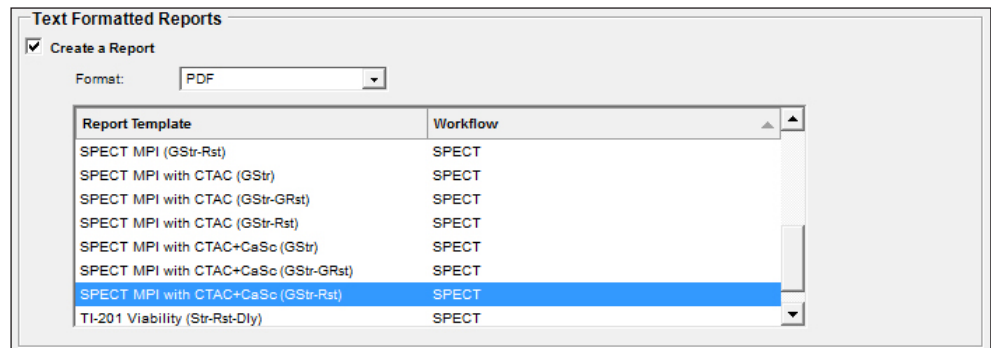 Text Formatted Reports
Create a Report
Format: PDF
Report Template Workflow
SPECT MPI (GStr-Rst) SPECT
SPECT MPI with CTAC (GStr) SPECT
SPECT MPI with CTAC (GStr-GRst) SPECT
SPECT MPI with CTAC (GStr-Rst) SPECT
SPECT MPI with CTAC+CaSc (GStr) SPECT
SPECT MPI with CTAC+CaSc (GStr-GRst) SPECT
SPECT MPI with CTAC+CaSc (GStr-Rst) SPECT
Tl-201 Viability (Str-Rst-Dly) SPECT